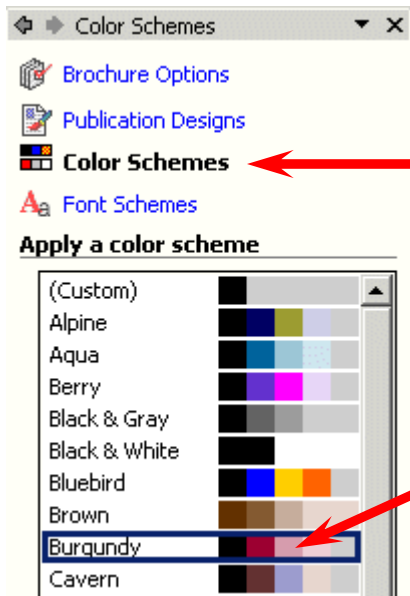 Color Schemes
Brochure Options
Publication Designs
Color Schemes
Font Schemes
Apply a color scheme
(Custom)
Alpine
Aqua
Berry
Black & Gray
Black & White
Bluebird
Brown
Burgundy
Cavern